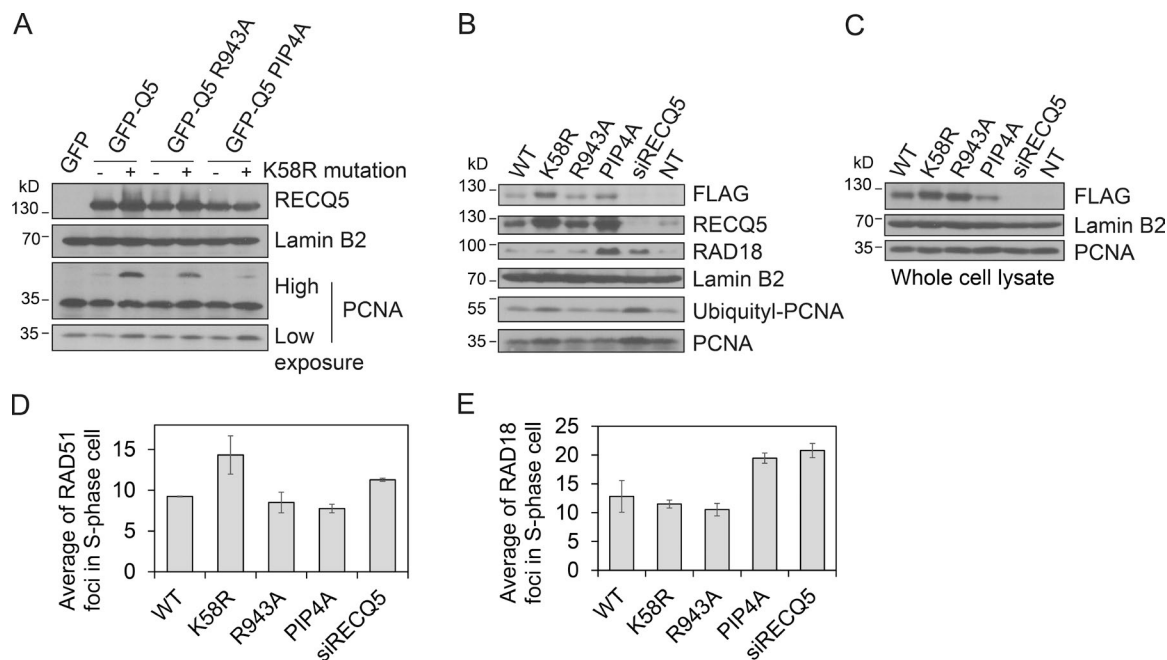 A
GFP
GFP-Q5
GFP-Q5 R943A
GFP-Q5 PIP4A
- + - + - + K58R mutation
kD
130
RECQ5
70
Lamin B2
High
35
PCNA
35
Low
exposure
B
WT
K58R
R943A
PIP4A
siRECQ5
NT
kD
130
FLAG
130
RECQ5
100
RAD18
70
Lamin B2
55
Ubiquityl-PCNA
35
PCNA
C
WT
K58R
R943A
PIP4A
siRECQ5
NT
kD
130
FLAG
70
Lamin B2
35
PCNA
Whole cell lysate
D
Average of RAD51
foci in S-phase cell
15
10
5
0
WT
K58R
R943A
PIP4A
siRECQ5
E
Average of RAD18
foci in S-phase cell
25
20
15
10
5
0
WT
K58R
R943A
PIP4A
siRECQ5